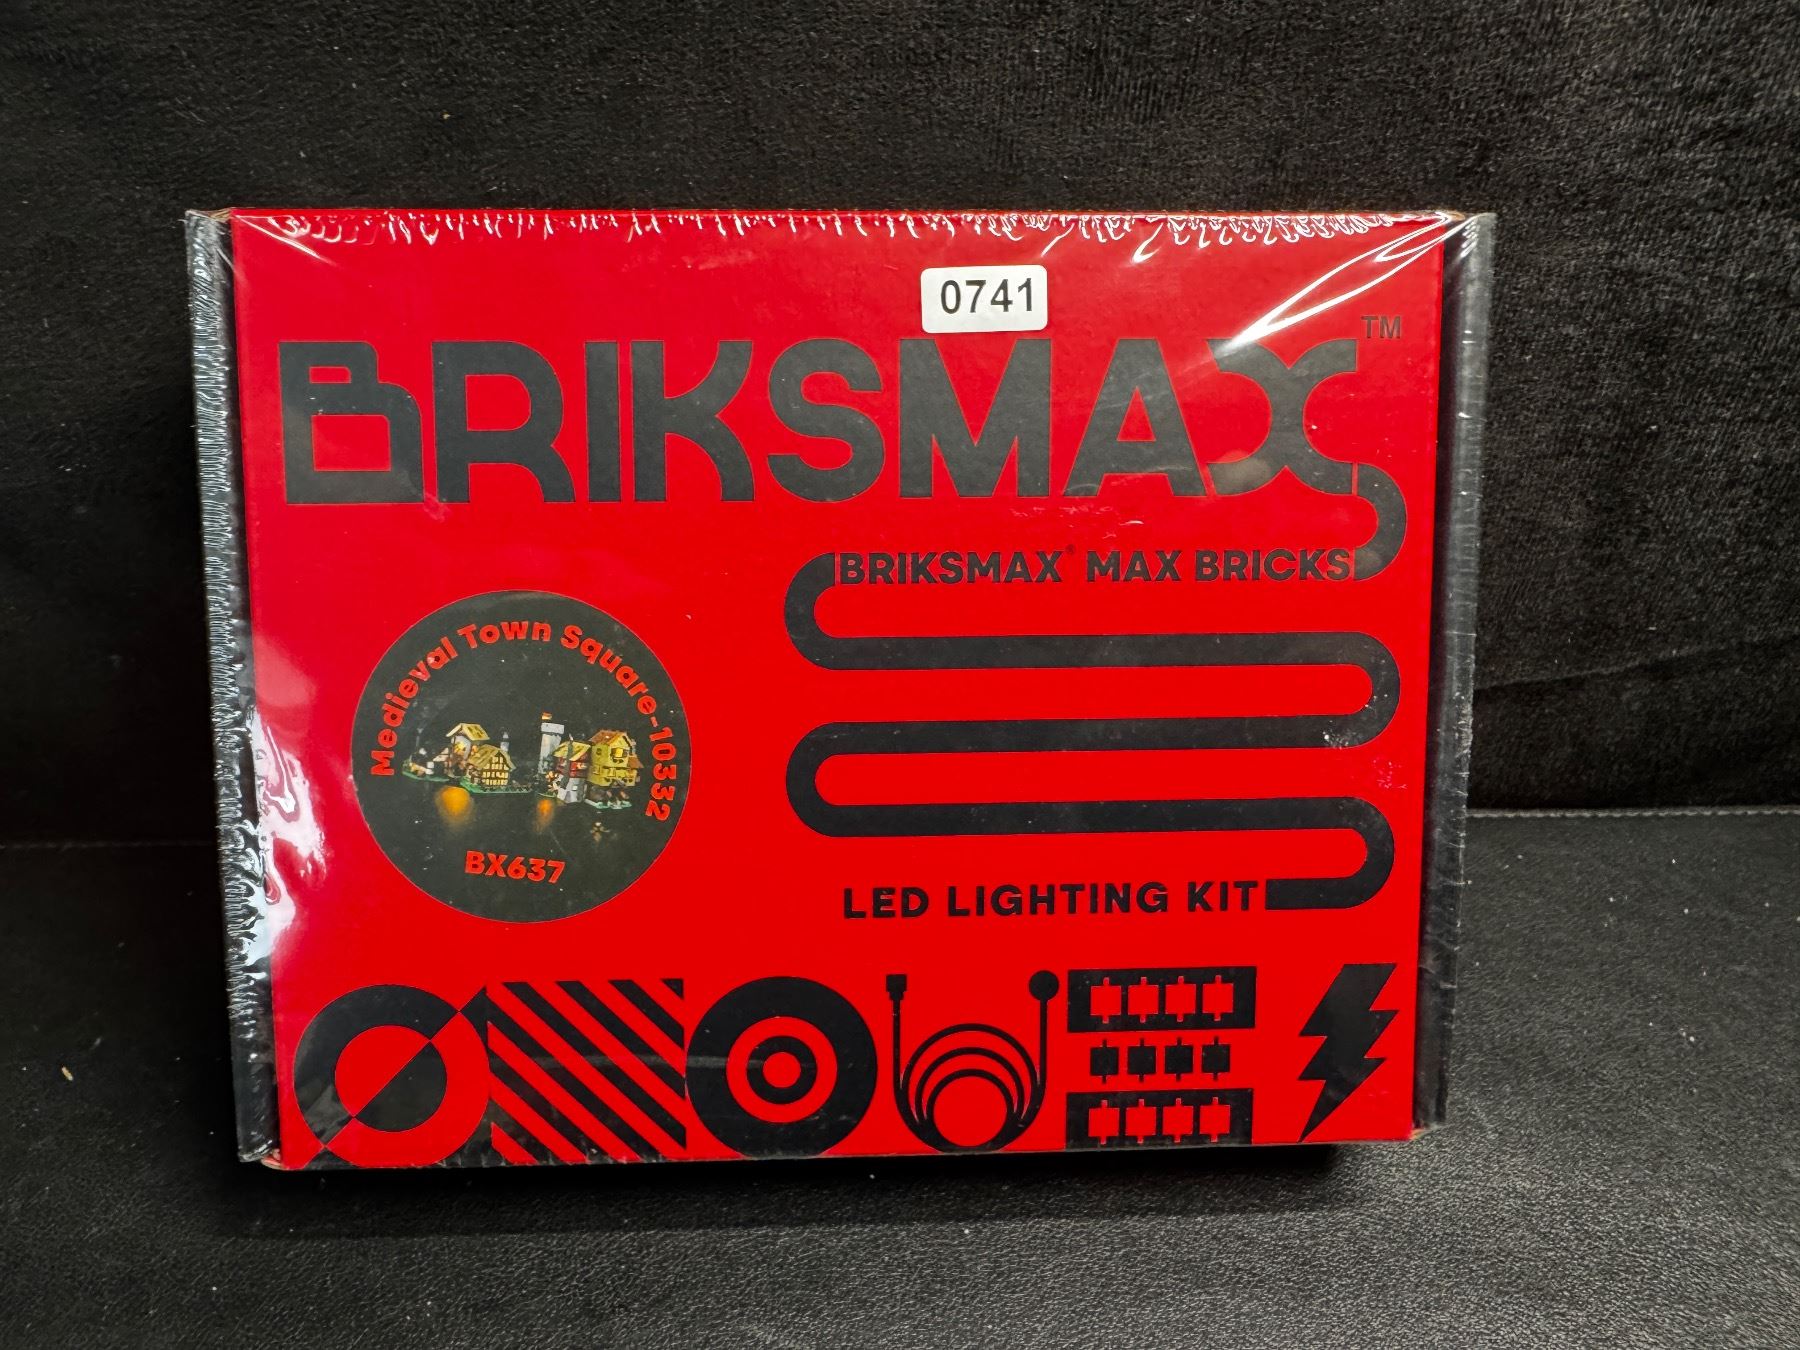 0741
BRIKSMAX™
BRIKSMAX® MAX BRICKS
Medieval Town Square-10332
BX637
LED LIGHTING KIT